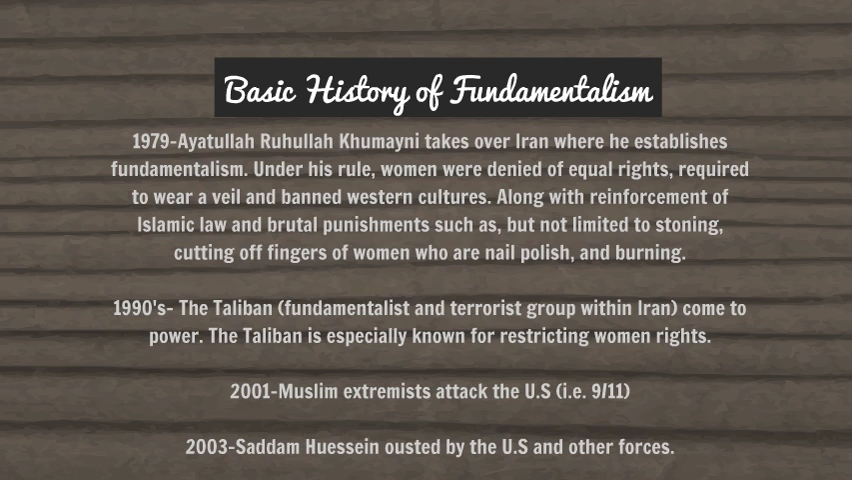 Basic History of Fundamentalism
1979-Ayatullah Ruhullah Khumayni takes over Iran where he establishes
fundamentalism. Under his rule, women were denied of equal rights, required
to wear a veil and banned western cultures. Along with reinforcement of
Islamic law and brutal punishments such as, but not limited to stoning,
cutting off fingers of women who are nail polish, and burning.
1990's- The Taliban (fundamentalist and terrorist group within Iran) come to
power. The Taliban is especially known for restricting women rights.
2001-Muslim extremists attack the U.S (i.e. 9/11)
2003-Saddam Huessein ousted by the U.S and other forces.